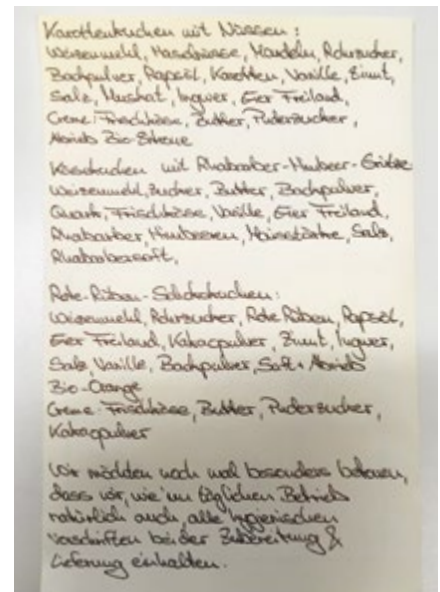 Karottenkuchen mit Nüssen:
Weizenmehl, Haselnüsse, Mandeln, Rohrzucker,
Backpulver, Rapsöl, Karotten, Vanille, Zimt,
Salz, Muskat, Ingwer, Eier Freiland,
Creme: Frischkäse, Butter, Puderzucker,
Abrieb Bio-Zitrone
Käsekuchen mit Rhabarber-Himbeer-Grütze
Weizenmehl, Zucker, Butter, Backpulver,
Quark, Frischkäse, Vanille, Eier Freiland,
Rhabarber, Himbeeren, Maisstärke, Salz,
Rhabarbersaft,
Rote-Rüben-Schokokuchen:
Weizenmehl, Rohrzucker, Rote Rüben, Rapsöl,
Eier Freiland, Kakaopulver, Zimt, Ingwer,
Salz, Vanille, Backpulver, Saft + Abrieb
Bio-Orange
Creme: Frischkäse, Butter, Puderzucker,
Kakaopulver
Wir möchten noch mal besonders betonen,
dass wir, wie im täglichen Betrieb
natürlich auch, alle hygienischen
Vorschriften bei der Zubereitung &
Lieferung einhalten.